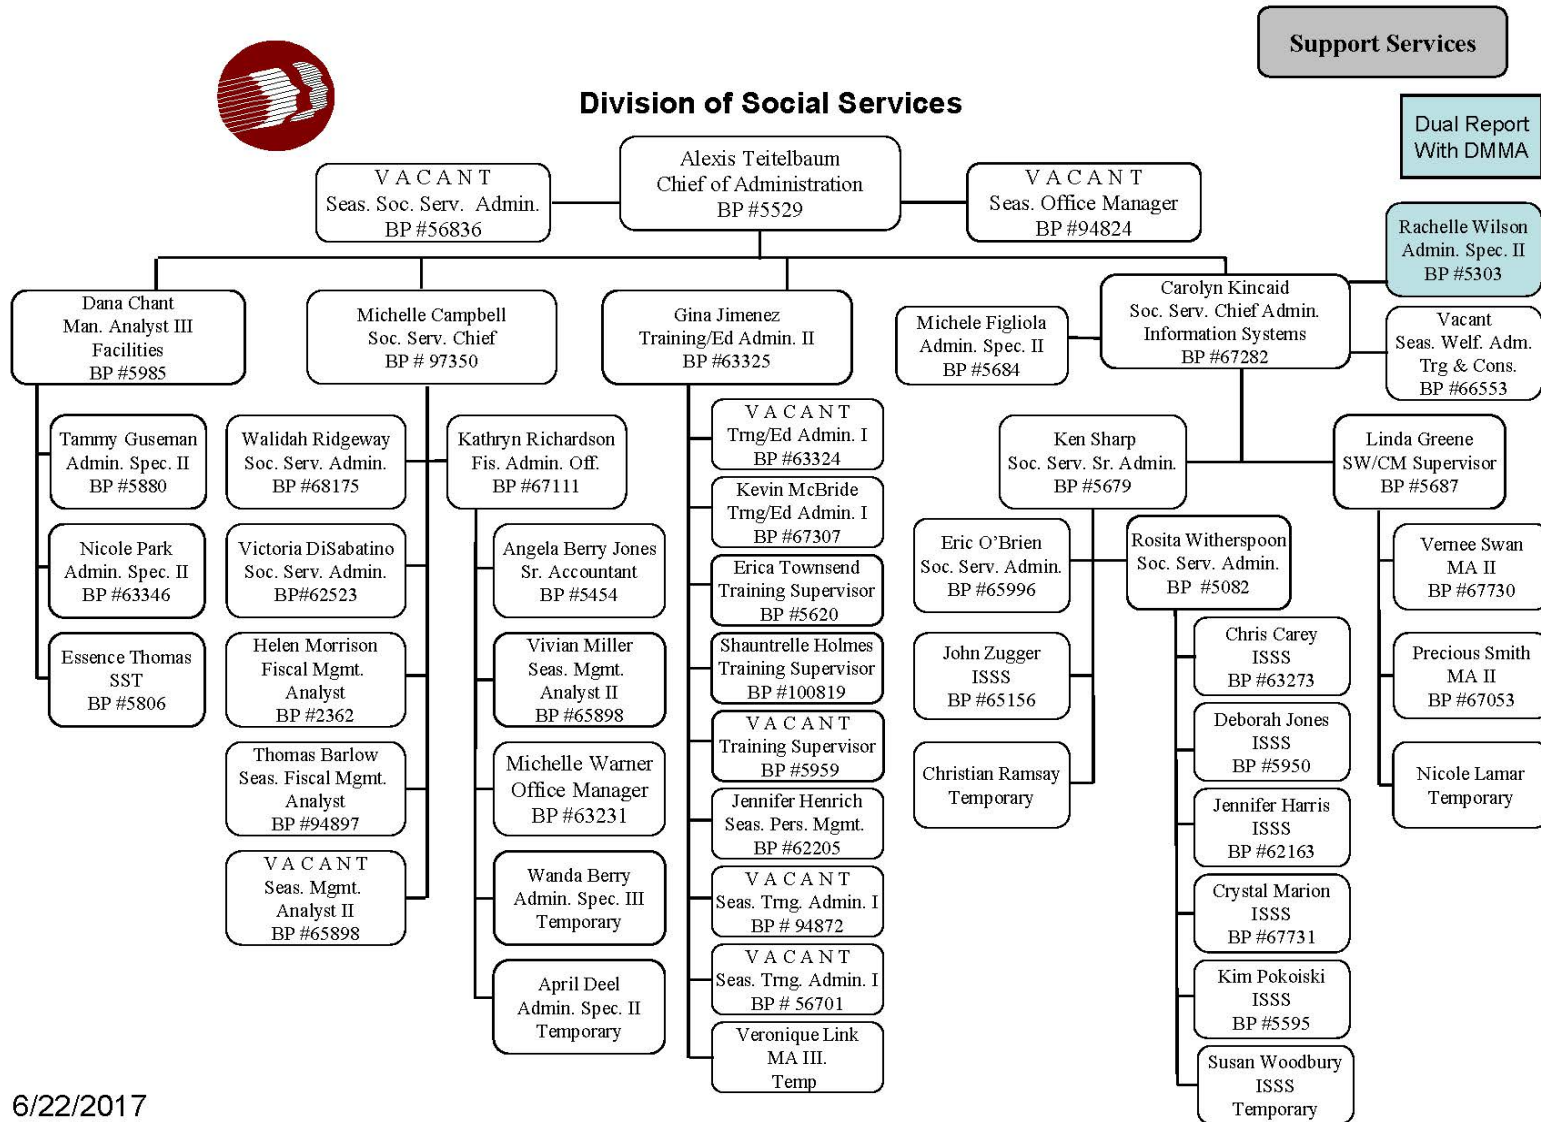 Support Services
Division of Social Services
Dual Report
With DMMA
Alexis Teitelbaum
Chief of Administration
BP #5529
V A C A N T
Seas. Soc. Serv. Admin.
BP #56836
V A C A N T
Seas. Office Manager
BP #94824
Rachelle Wilson
Admin. Spec. II
BP #5303
Dana Chant
Man. Analyst III
Facilities
BP #5985
Michelle Campbell
Soc. Serv. Chief
BP # 97350
Gina Jimenez
Training/Ed Admin. II
BP #63325
Michele Figliola
Admin. Spec. II
BP #5684
Carolyn Kincaid
Soc. Serv. Chief Admin.
Information Systems
BP #67282
Vacant
Seas. Welf. Adm.
Trg & Cons.
BP #66553
Tammy Guseman
Admin. Spec. II
BP #5880
Nicole Park
Admin. Spec. II
BP #63346
Essence Thomas
SST
BP #5806
Walidah Ridgeway
Soc. Serv. Admin.
BP #68175
Victoria DiSabatino
Soc. Serv. Admin.
BP#62523
Helen Morrison
Fiscal Mgmt.
Analyst
BP #2362
Thomas Barlow
Seas. Fiscal Mgmt.
Analyst
BP #94897
V A C A N T
Seas. Mgmt.
Analyst II
BP #65898
Kathryn Richardson
Fis. Admin. Off.
BP #67111
Angela Berry Jones
Sr. Accountant
BP #5454
Vivian Miller
Seas. Mgmt.
Analyst II
BP #65898
Michelle Warner
Office Manager
BP #63231
Wanda Berry
Admin. Spec. III
Temporary
April Deel
Admin. Spec. II
Temporary
V A C A N T
Trng/Ed Admin. I
BP #63324
Kevin McBride
Trng/Ed Admin. I
BP #67307
Erica Townsend
Training Supervisor
BP #5620
Shauntrelle Holmes
Training Supervisor
BP #100819
V A C A N T
Training Supervisor
BP #5959
Jennifer Henrich
Seas. Pers. Mgmt.
BP #62205
V A C A N T
Seas. Trng. Admin. I
BP # 94872
V A C A N T
Seas. Trng. Admin. I
BP # 56701
Veronique Link
MA III.
Temp
Ken Sharp
Soc. Serv. Sr. Admin.
BP #5679
Eric O’Brien
Soc. Serv. Admin.
BP #65996
John Zugger
ISSS
BP #65156
Christian Ramsay
Temporary
Rosita Witherspoon
Soc. Serv. Admin.
BP #5082
Chris Carey
ISSS
BP #63273
Deborah Jones
ISSS
BP #5950
Jennifer Harris
ISSS
BP #62163
Crystal Marion
ISSS
BP #67731
Kim Pokoiski
ISSS
BP #5595
Susan Woodbury
ISSS
Temporary
Linda Greene
SW/CM Supervisor
BP #5687
Vernee Swan
MA II
BP #67730
Precious Smith
MA II
BP #67053
Nicole Lamar
Temporary
6/22/2017